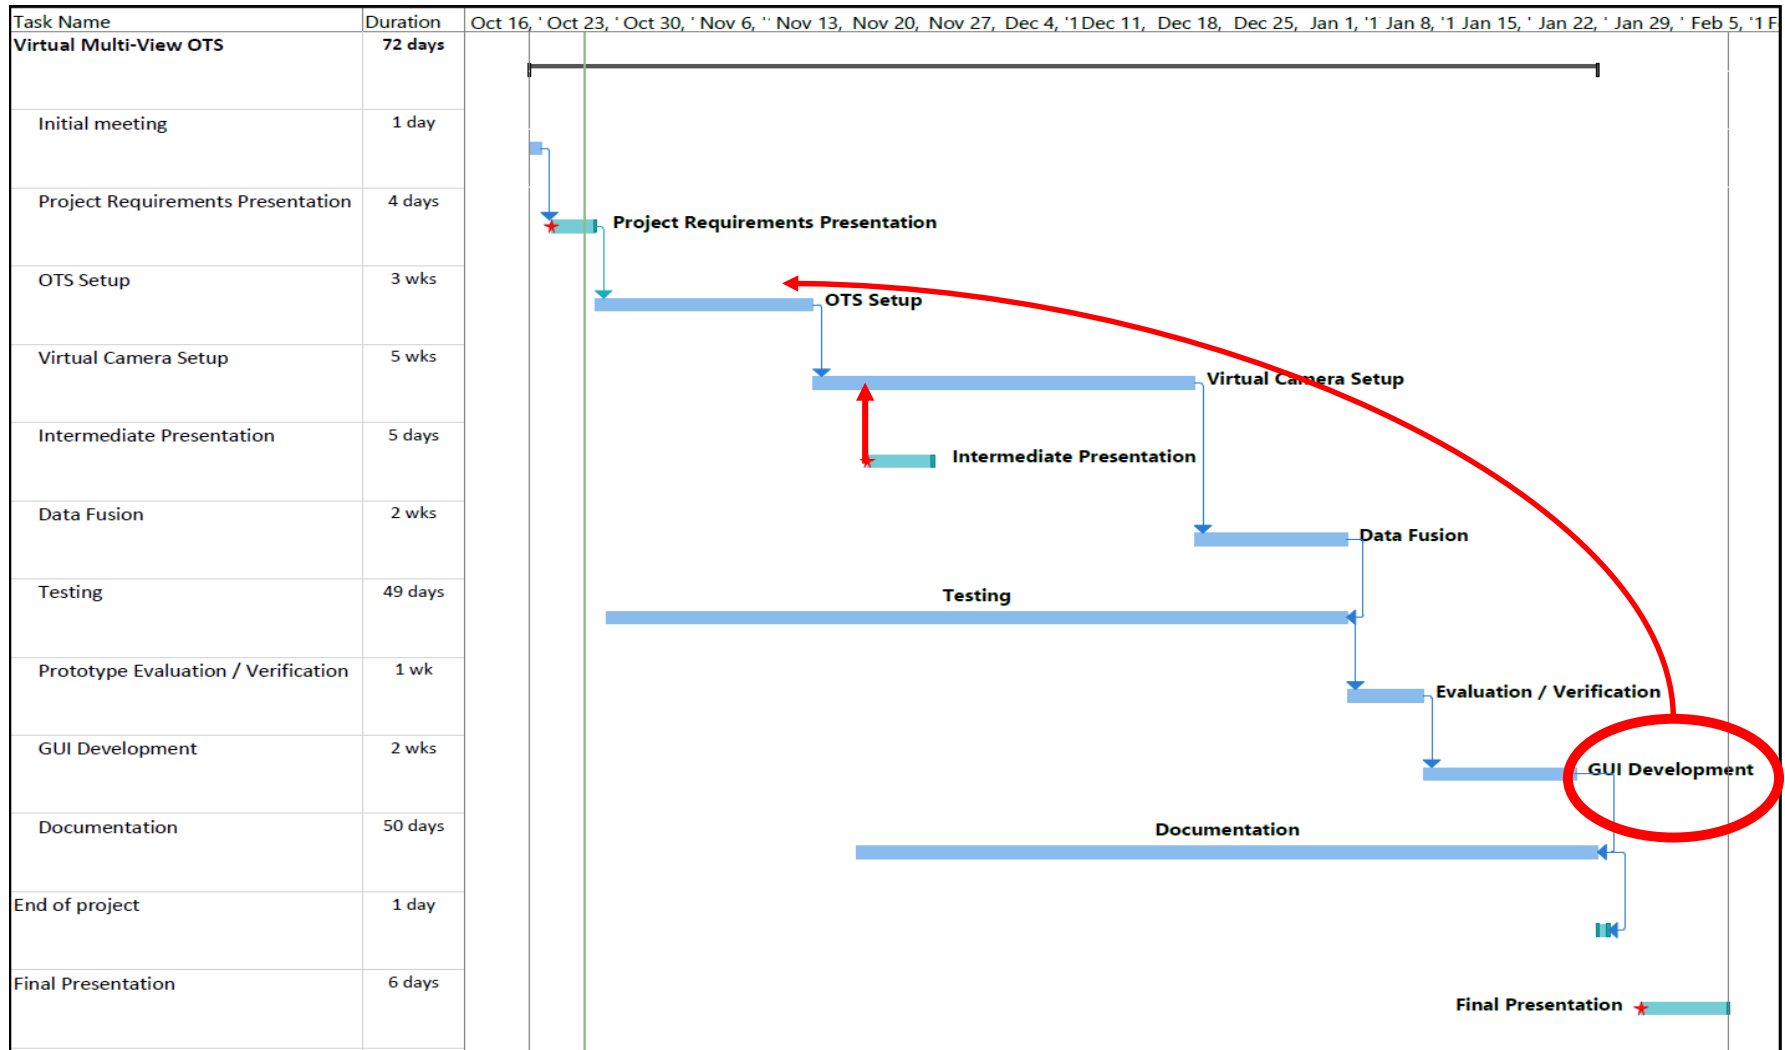 Task Name Duration Oct 16, ' Oct 23, ' Oct 30, ' Nov 6, '' Nov 13, Nov 20, Nov 27, Dec 4, '1 Dec 11, Dec 18, Dec 25, Jan 1, '1 Jan 8, '1 Jan 15, ' Jan 22, ' Jan 29, ' Feb 5, '1 F
Virtual Multi-View OTS 72 days
Initial meeting 1 day
Project Requirements Presentation 4 days
Project Requirements Presentation
OTS Setup 3 wks
OTS Setup
Virtual Camera Setup 5 wks
Virtual Camera Setup
Intermediate Presentation 5 days
Intermediate Presentation
Data Fusion 2 wks
Data Fusion
Testing 49 days
Testing
Prototype Evaluation / Verification 1 wk
Evaluation / Verification
GUI Development 2 wks
GUI Development
Documentation 50 days
Documentation
End of project 1 day
Final Presentation 6 days
Final Presentation